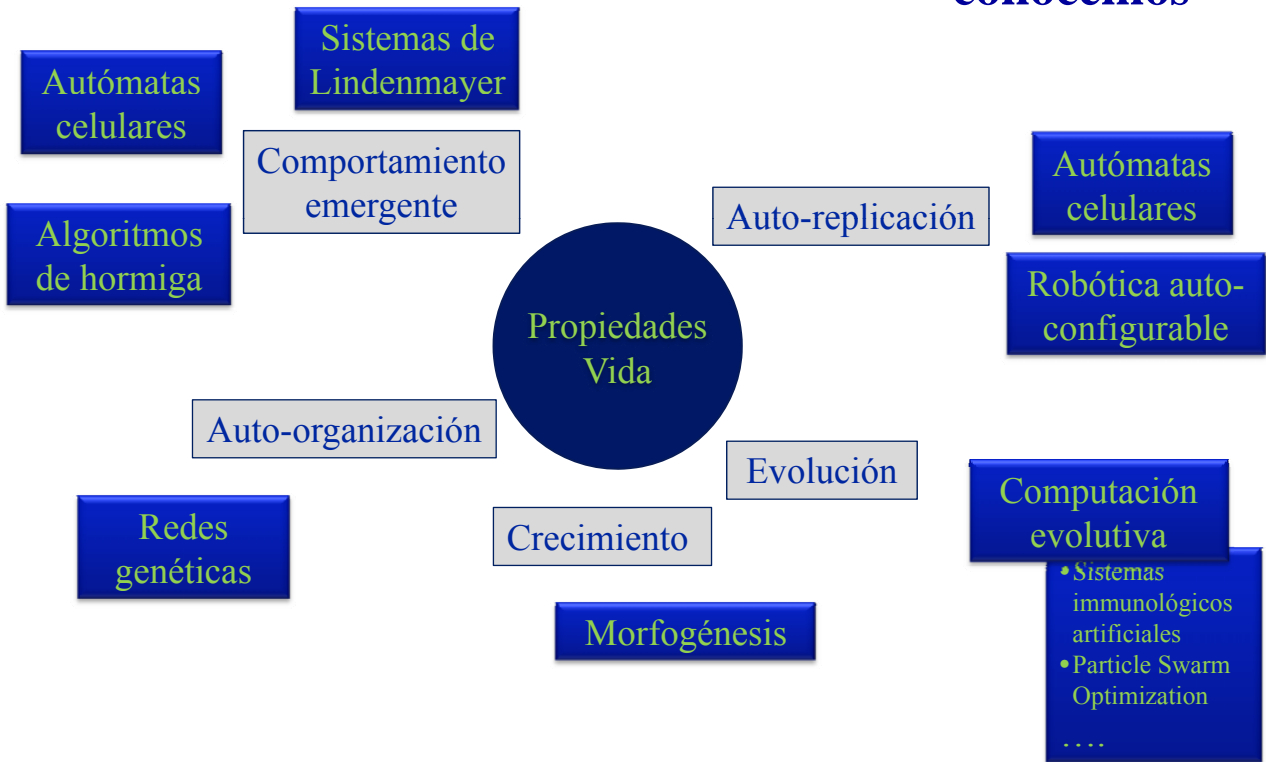 conocemos
Sistemas de
Lindenmayer
Autómatas
celulares
Comportamiento
emergente
Algoritmos
de hormiga
Auto-replicación
Autómatas
celulares
Robótica auto-
configurable
Propiedades
Vida
Auto-organización
Evolución
Redes
genéticas
Crecimiento
Morfogénesis
Computación
evolutiva
•Sistemas
immunológicos
artificiales
•Particle Swarm
Optimization
....